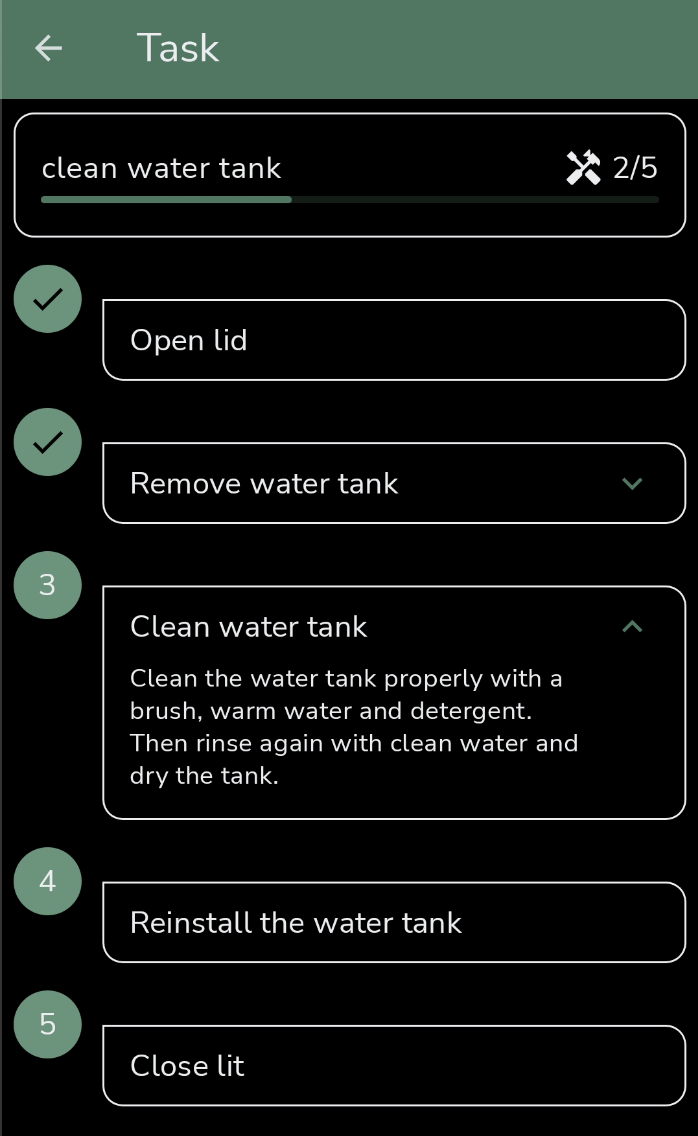 Task
clean water tank
2/5
Open lid
Remove water tank
3
Clean water tank
Clean the water tank properly with a
brush, warm water and detergent.
Then rinse again with clean water and
dry the tank.
4
Reinstall the water tank
5
Close lit